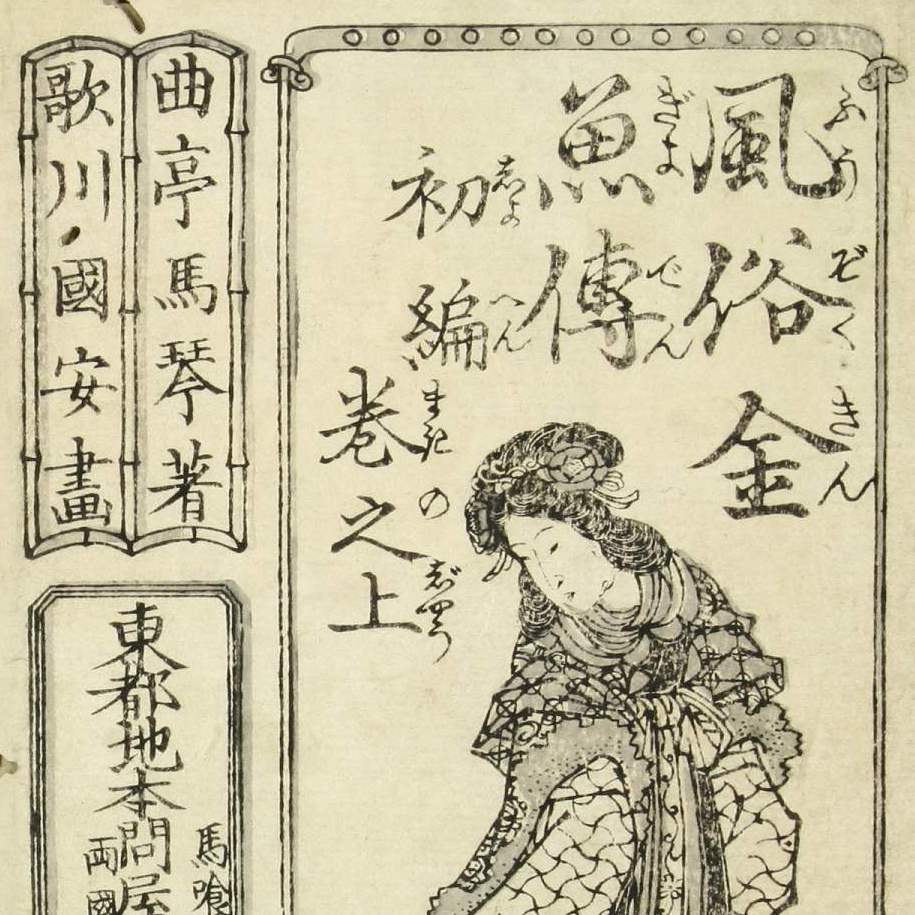 風俗金
ふうぞくきん
魚傳
ぎよでん
初編
しよへん
巻之上
まきのじやう
曲亭馬琴著
歌川國安畫
馬喰
東都地本問屋
両國